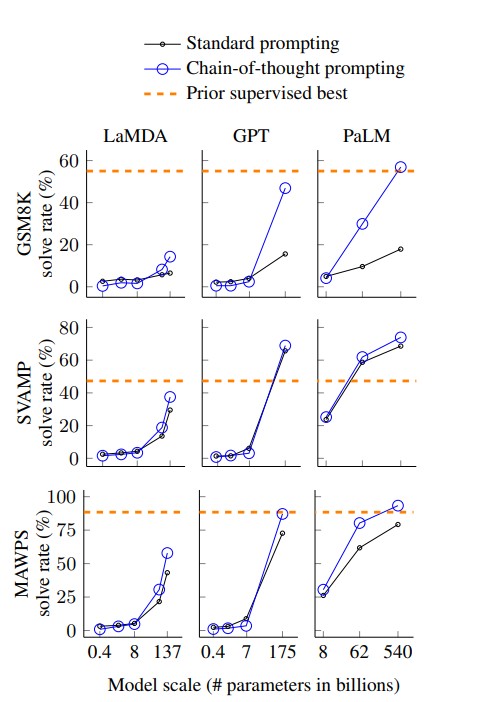 Standard prompting
Chain-of-thought prompting
Prior supervised best
LaMDA GPT PaLM
GSM8K
solve rate (%)
60
40
20
0
SVAMP
solve rate (%)
80
60
40
20
0
MAWPS
solve rate (%)
100
75
50
25
0
0.4 8 137 0.4 7 175 8 62 540
Model scale (# parameters in billions)